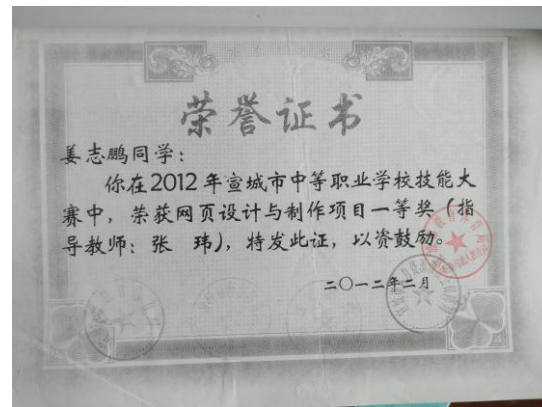 荣誉证书
姜志鹏同学：
你在2012年宣城市中等职业学校技能大
赛中，荣获网页设计与制作项目一等奖（指
导教师：张 玮），特发此证，以资鼓励。
二〇一二年二月